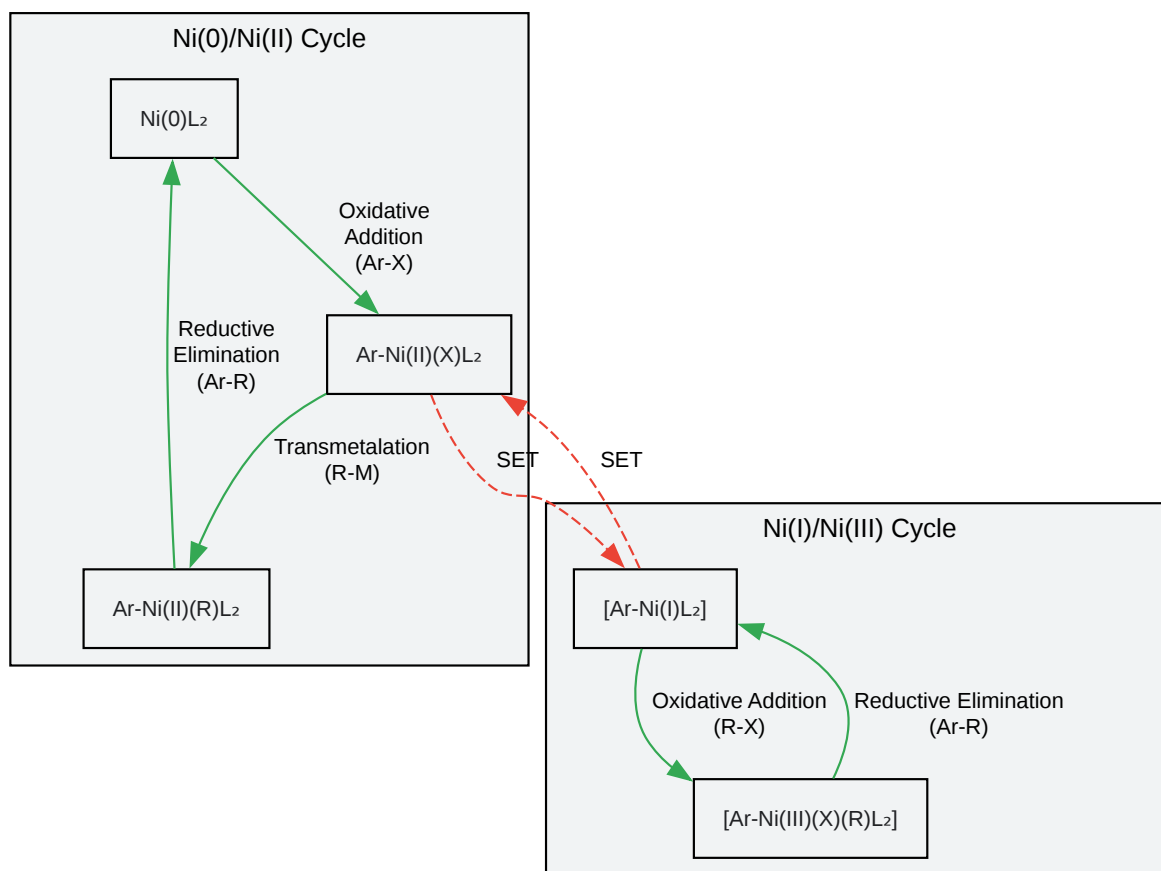 Ni(0)/Ni(II) Cycle
Ni(0)L₂
Oxidative
Addition
(Ar-X)
Reductive
Elimination
(Ar-R)
Ar-Ni(II)(X)L₂
Transmetalation
(R-M)
SET
SET
Ar-Ni(II)(R)L₂
Ni(I)/Ni(III) Cycle
[Ar-Ni(I)L₂]
Oxidative Addition
(R-X)
Reductive Elimination
(Ar-R)
[Ar-Ni(III)(X)(R)L₂]